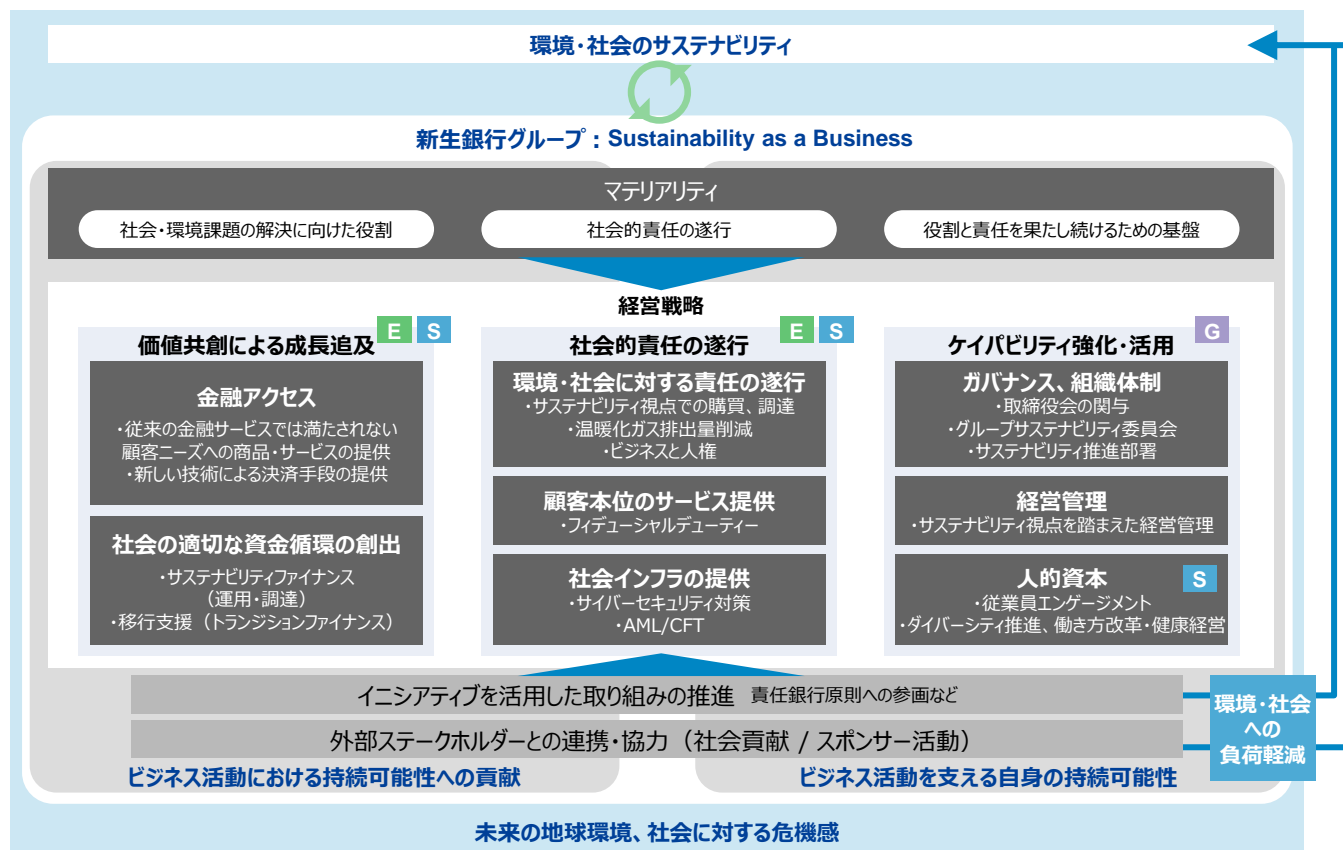 環境・社会のサステナビリティ
新生銀行グループ：Sustainability as a Business
マテリアリティ
社会・環境課題の解決に向けた役割
社会的責任の遂行
役割と責任を果たし続けるための基盤
経営戦略
E S
価値共創による成長追及
金融アクセス
・従来の金融サービスでは満たされない
顧客ニーズへの商品・サービスの提供
・新しい技術による決済手段の提供
社会の適切な資金循環の創出
・サステナビリティファイナンス
（運用・調達）
・移行支援（トランジションファイナンス）
E S
社会的責任の遂行
環境・社会に対する責任の遂行
・サステナビリティ視点での購買、調達
・温暖化ガス排出量削減
・ビジネスと人権
顧客本位のサービス提供
・フィデューシャルデューティー
社会インフラの提供
・サイバーセキュリティ対策
・AML/CFT
G
ケイパビリティ強化・活用
ガバナンス、組織体制
・取締役会の関与
・グループサステナビリティ委員会
・サステナビリティ推進部署
経営管理
・サステナビリティ視点を踏まえた経営管理
人的資本 S
・従業員エンゲージメント
・ダイバーシティ推進、働き方改革・健康経営
イニシアティブを活用した取り組みの推進 責任銀行原則への参画など
外部ステークホルダーとの連携・協力（社会貢献 / スポンサー活動）
環境・社会
への
負荷軽減
ビジネス活動における持続可能性への貢献
ビジネス活動を支える自身の持続可能性
未来の地球環境、社会に対する危機感